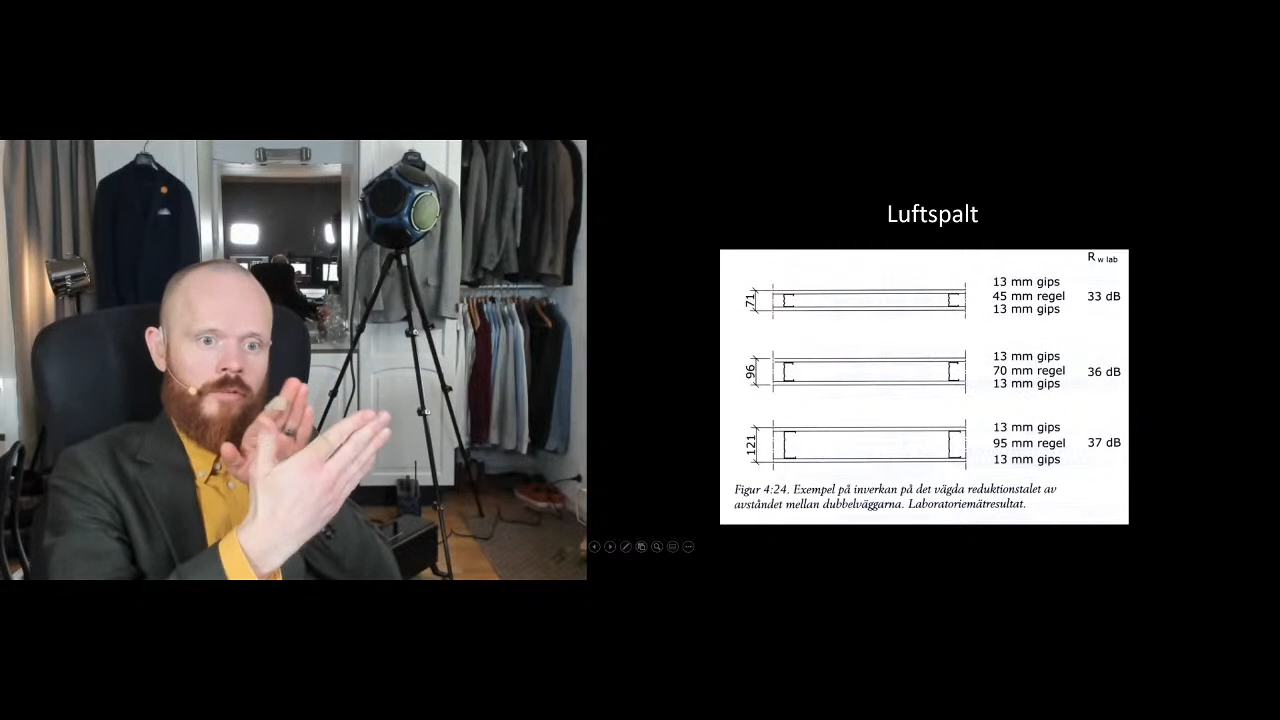 Luftspalt
R w lab
71
13 mm gips
45 mm regel 33 dB
13 mm gips
96
13 mm gips
70 mm regel 36 dB
13 mm gips
121
13 mm gips
95 mm regel 37 dB
13 mm gips
Figur 4:24. Exempel på inverkan på det vägda reduktionstalet av
avståndet mellan dubbelväggarna. Laboratoriemätresultat.